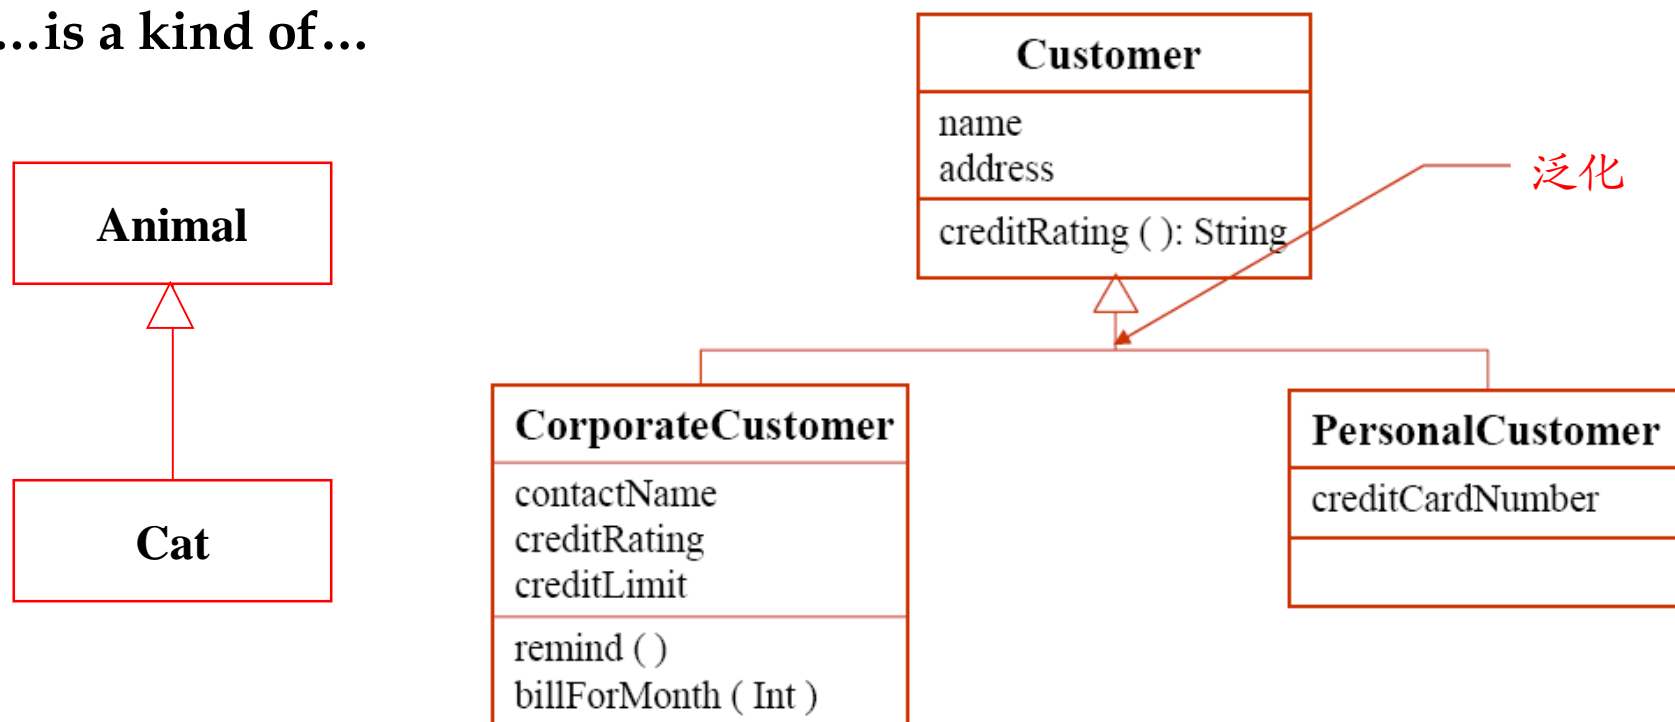 …is a kind of…
Animal
Cat
Customer
name
address
creditRating ( ): String
泛化
CorporateCustomer
contactName
creditRating
creditLimit
remind ( )
billForMonth ( Int )
PersonalCustomer
creditCardNumber